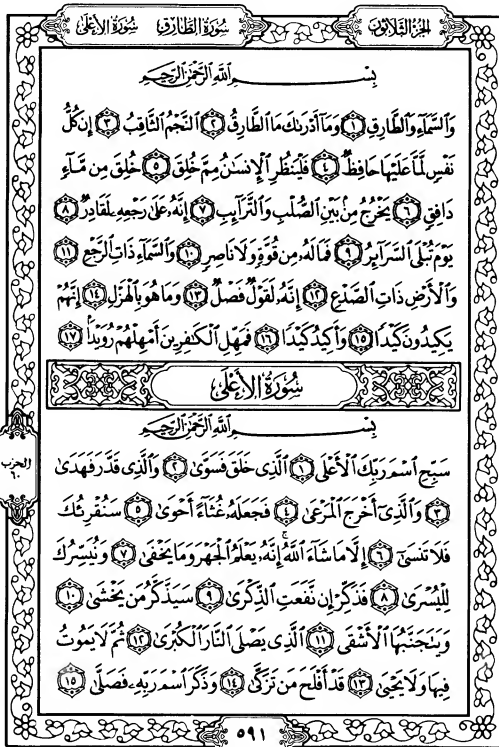 الجزء الثلاثون سورة الطارق سورة الأعلى
بِسْمِ اللَّهِ الرَّحْمَٰنِ الرَّحِيمِ
وَالسَّمَاءِ وَالطَّارِقِ ١ وَمَا أَدْرَىٰكَ مَا الطَّارِقُ ٢ النَّجْمُ الثَّاقِبُ ٣ إِن كُلُّ
نَفْسٍ لَّمَّا عَلَيْهَا حَافِظٌ ٤ فَلْيَنظُرِ الْإِنسَٰنُ مِمَّ خُلِقَ ٥ خُلِقَ مِن مَّاءٍ
دَافِقٍ ٦ يَخْرُجُ مِنۢ بَيْنِ الصُّلْبِ وَالتَّرَائِبِ ٧ إِنَّهُۥ عَلَىٰ رَجْعِهِۦ لَقَادِرٌ ٨
يَوْمَ تُبْلَى السَّرَائِرُ ٩ فَمَا لَهُۥ مِن قُوَّةٍ وَلَا نَاصِرٍ ١٠ وَالسَّمَاءِ ذَاتِ الرَّجْعِ ١١
وَالْأَرْضِ ذَاتِ الصَّدْعِ ١٢ إِنَّهُۥ لَقَوْلٌ فَصْلٌ ١٣ وَمَا هُوَ بِالْهَزْلِ ١٤ إِنَّهُمْ
يَكِيدُونَ كَيْدًا ١٥ وَأَكِيدُ كَيْدًا ١٦ فَمَهِّلِ الْكَٰفِرِينَ أَمْهِلْهُمْ رُوَيْدًۢا ١٧
سُورَةُ الْأَعْلَىٰ
بِسْمِ اللَّهِ الرَّحْمَٰنِ الرَّحِيمِ
سَبِّحِ اسْمَ رَبِّكَ الْأَعْلَى ١ الَّذِي خَلَقَ فَسَوَّىٰ ٢ وَالَّذِي قَدَّرَ فَهَدَىٰ
٣ وَالَّذِي أَخْرَجَ الْمَرْعَىٰ ٤ فَجَعَلَهُۥ غُثَاءً أَحْوَىٰ ٥ سَنُقْرِئُكَ
فَلَا تَنسَىٰ ٦ إِلَّا مَا شَاءَ اللَّهُ ۚ إِنَّهُۥ يَعْلَمُ الْجَهْرَ وَمَا يَخْفَىٰ ٧ وَنُيَسِّرُكَ
لِلْيُسْرَىٰ ٨ فَذَكِّرْ إِن نَّفَعَتِ الذِّكْرَىٰ ٩ سَيَذَّكَّرُ مَن يَخْشَىٰ ١٠
وَيَتَجَنَّبُهَا الْأَشْقَى ١١ الَّذِي يَصْلَى النَّارَ الْكُبْرَىٰ ١٢ ثُمَّ لَا يَمُوتُ
فِيهَا وَلَا يَحْيَىٰ ١٣ قَدْ أَفْلَحَ مَن تَزَكَّىٰ ١٤ وَذَكَرَ اسْمَ رَبِّهِۦ فَصَلَّىٰ ١٥
الحزب
٦٠
٥٩١